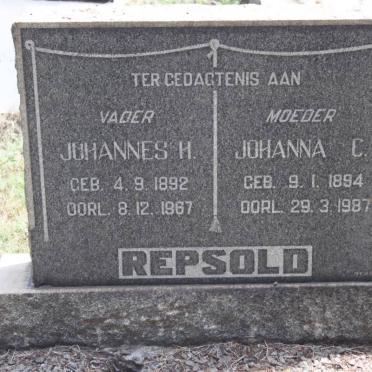 TER GEDAGTENIS AAN
VADER
JOHANNES H.
GEB. 4.9.1892
OORL. 8.12.1967
MOEDER
JOHANNA C.
GEB. 9.1.1894
OORL. 29.3.1987
REPSOLD